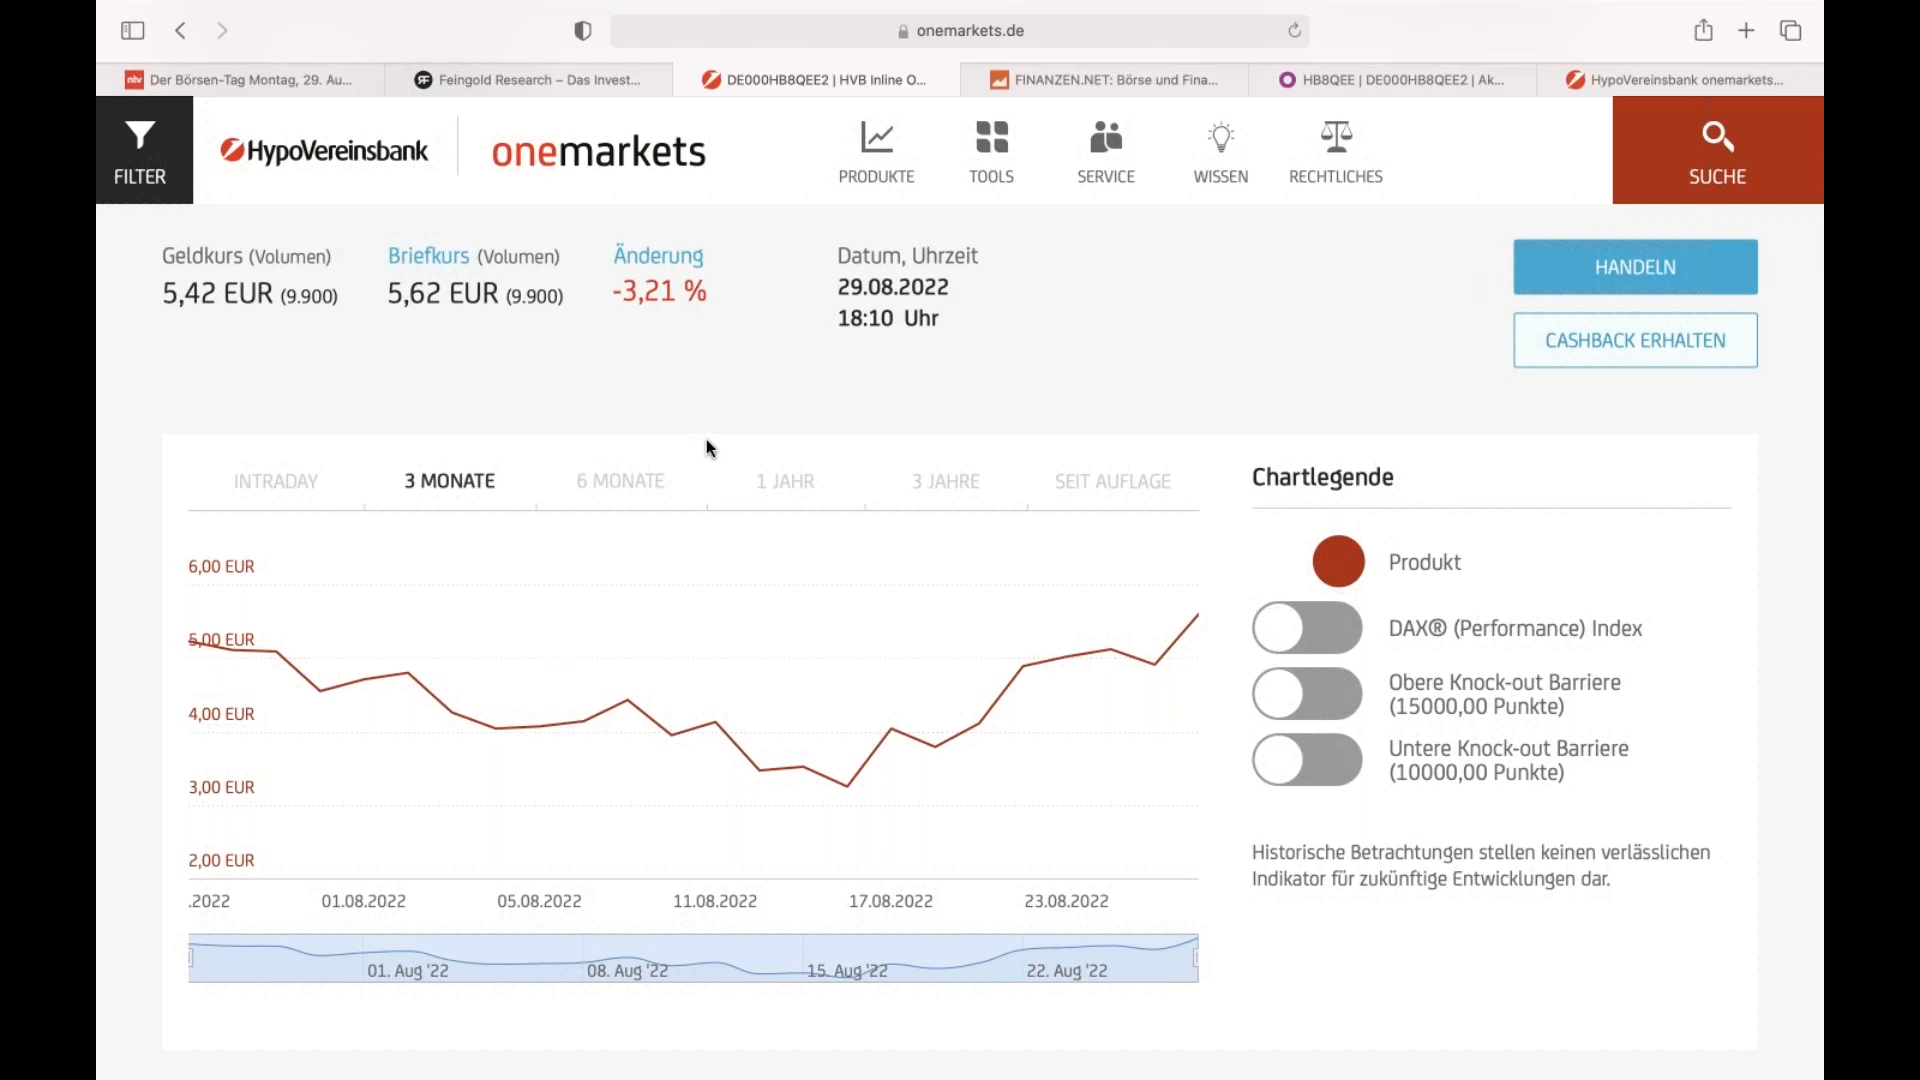 onemarkets.de
Der Börsen-Tag Montag, 29. Au...
Feingold Research – Das Invest...
DE000HB8QEE2 | HVB Inline O...
FINANZEN.NET: Börse und Fina...
HB8QEE | DE000HB8QEE2 | Ak...
HypoVereinsbank onemarkets...
ntv
FILTER
HypoVereinsbank
onemarkets
PRODUKTE
TOOLS
SERVICE
WISSEN
RECHTLICHES
SUCHE
Geldkurs (Volumen)
5,42 EUR (9.900)
Briefkurs (Volumen)
5,62 EUR (9.900)
Änderung
-3,21 %
Datum, Uhrzeit
29.08.2022
18:10 Uhr
HANDELN
CASHBACK ERHALTEN
INTRADAY
3 MONATE
6 MONATE
1 JAHR
3 JAHRE
SEIT AUFLAGE
6,00 EUR
5,00 EUR
4,00 EUR
3,00 EUR
2,00 EUR
.2022
01.08.2022
05.08.2022
11.08.2022
17.08.2022
23.08.2022
01. Aug '22
08. Aug '22
15. Aug '22
22. Aug '22
Chartlegende
Produkt
DAX® (Performance) Index
Obere Knock-out Barriere
(15000,00 Punkte)
Untere Knock-out Barriere
(10000,00 Punkte)
Historische Betrachtungen stellen keinen verlässlichen
Indikator für zukünftige Entwicklungen dar.